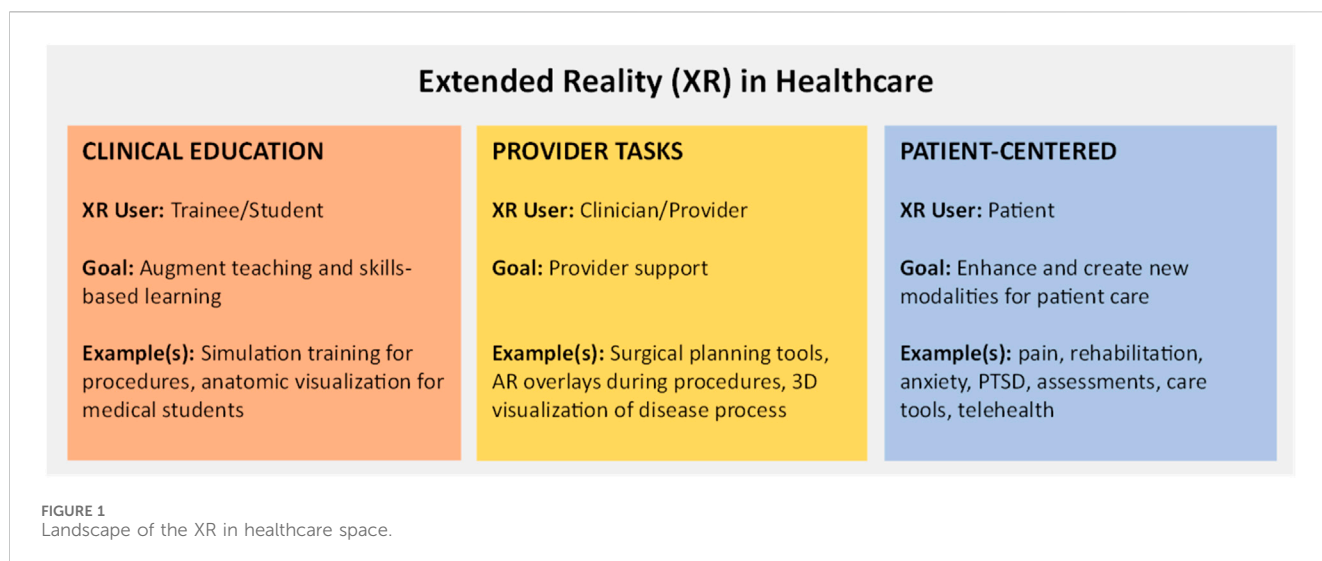 Extended Reality (XR) in Healthcare
CLINICAL EDUCATION
XR User: Trainee/Student
Goal: Augment teaching and skills-
based learning
Example(s): Simulation training for
procedures, anatomic visualization for
medical students
PROVIDER TASKS
XR User: Clinician/Provider
Goal: Provider support
Example(s): Surgical planning tools,
AR overlays during procedures, 3D
visualization of disease process
PATIENT-CENTERED
XR User: Patient
Goal: Enhance and create new
modalities for patient care
Example(s): pain, rehabilitation,
anxiety, PTSD, assessments, care
tools, telehealth
FIGURE 1
Landscape of the XR in healthcare space.